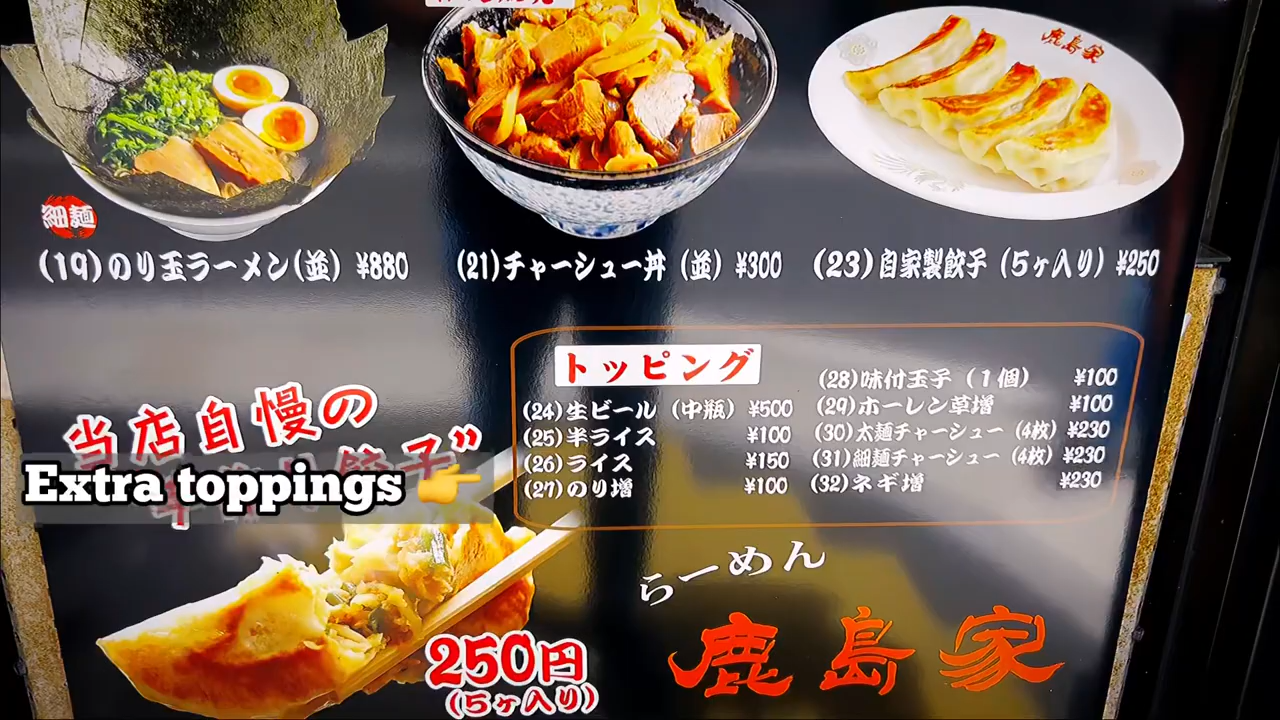 鹿島家
細麺
(19)のり玉ラーメン(並) ¥880
(21)チャーシュー丼 (並) ¥300
(23)自家製餃子 (5ヶ入り) ¥250
トッピング
(24)生ビール (中瓶) ¥500
(25)半ライス ¥100
(26)ライス ¥150
(27)のり増 ¥100
(28)味付玉子 (1個) ¥100
(29)ホーレン草増 ¥100
(30)太麺チャーシュー (4枚) ¥230
(31)細麺チャーシュー (4枚) ¥230
(32)ネギ増 ¥230
当店自慢の
餃子”
Extra toppings 👉
250円
(5ヶ入り)
らーめん
鹿島家